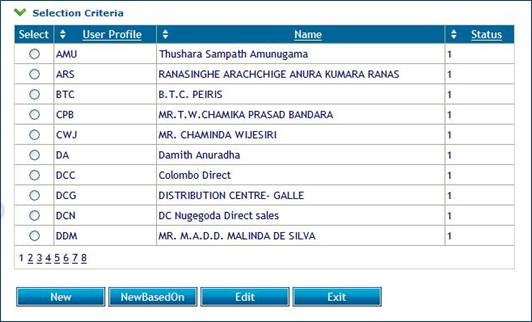 Selection Criteria
Select User Profile Name Status
AMU Thushara Sampath Amunugama 1
ARS RANASINGHE ARACHCHIGE ANURA KUMARA RANAS 1
BTC B.T.C. PEIRIS 1
CPB MR.T.W.CHAMIKA PRASAD BANDARA 1
CWJ MR. CHAMINDA WIJESIRI 1
DA Damith Anuradha 1
DCC Colombo Direct 1
DCG DISTRIBUTION CENTRE- GALLE 1
DCN DC Nugegoda Direct sales 1
DDM MR. M.A.D.D. MALINDA DE SILVA 1
1 2 3 4 5 6 7 8
New NewBasedOn Edit Exit